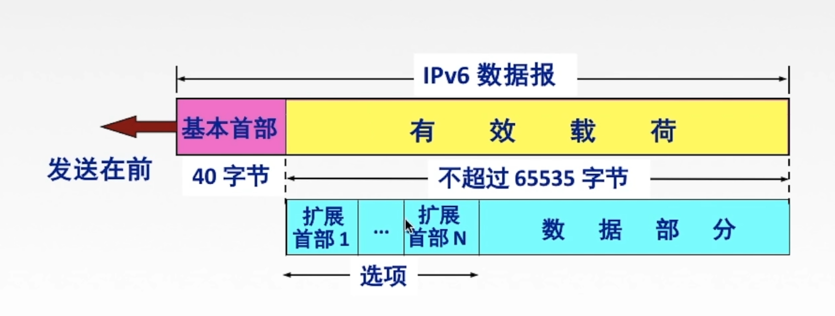 IPv6 数据报
基本首部
有效载荷
发送在前
40 字节
不超过 65535 字节
扩展
首部 1
...
扩展
首部 N
数据部分
选项